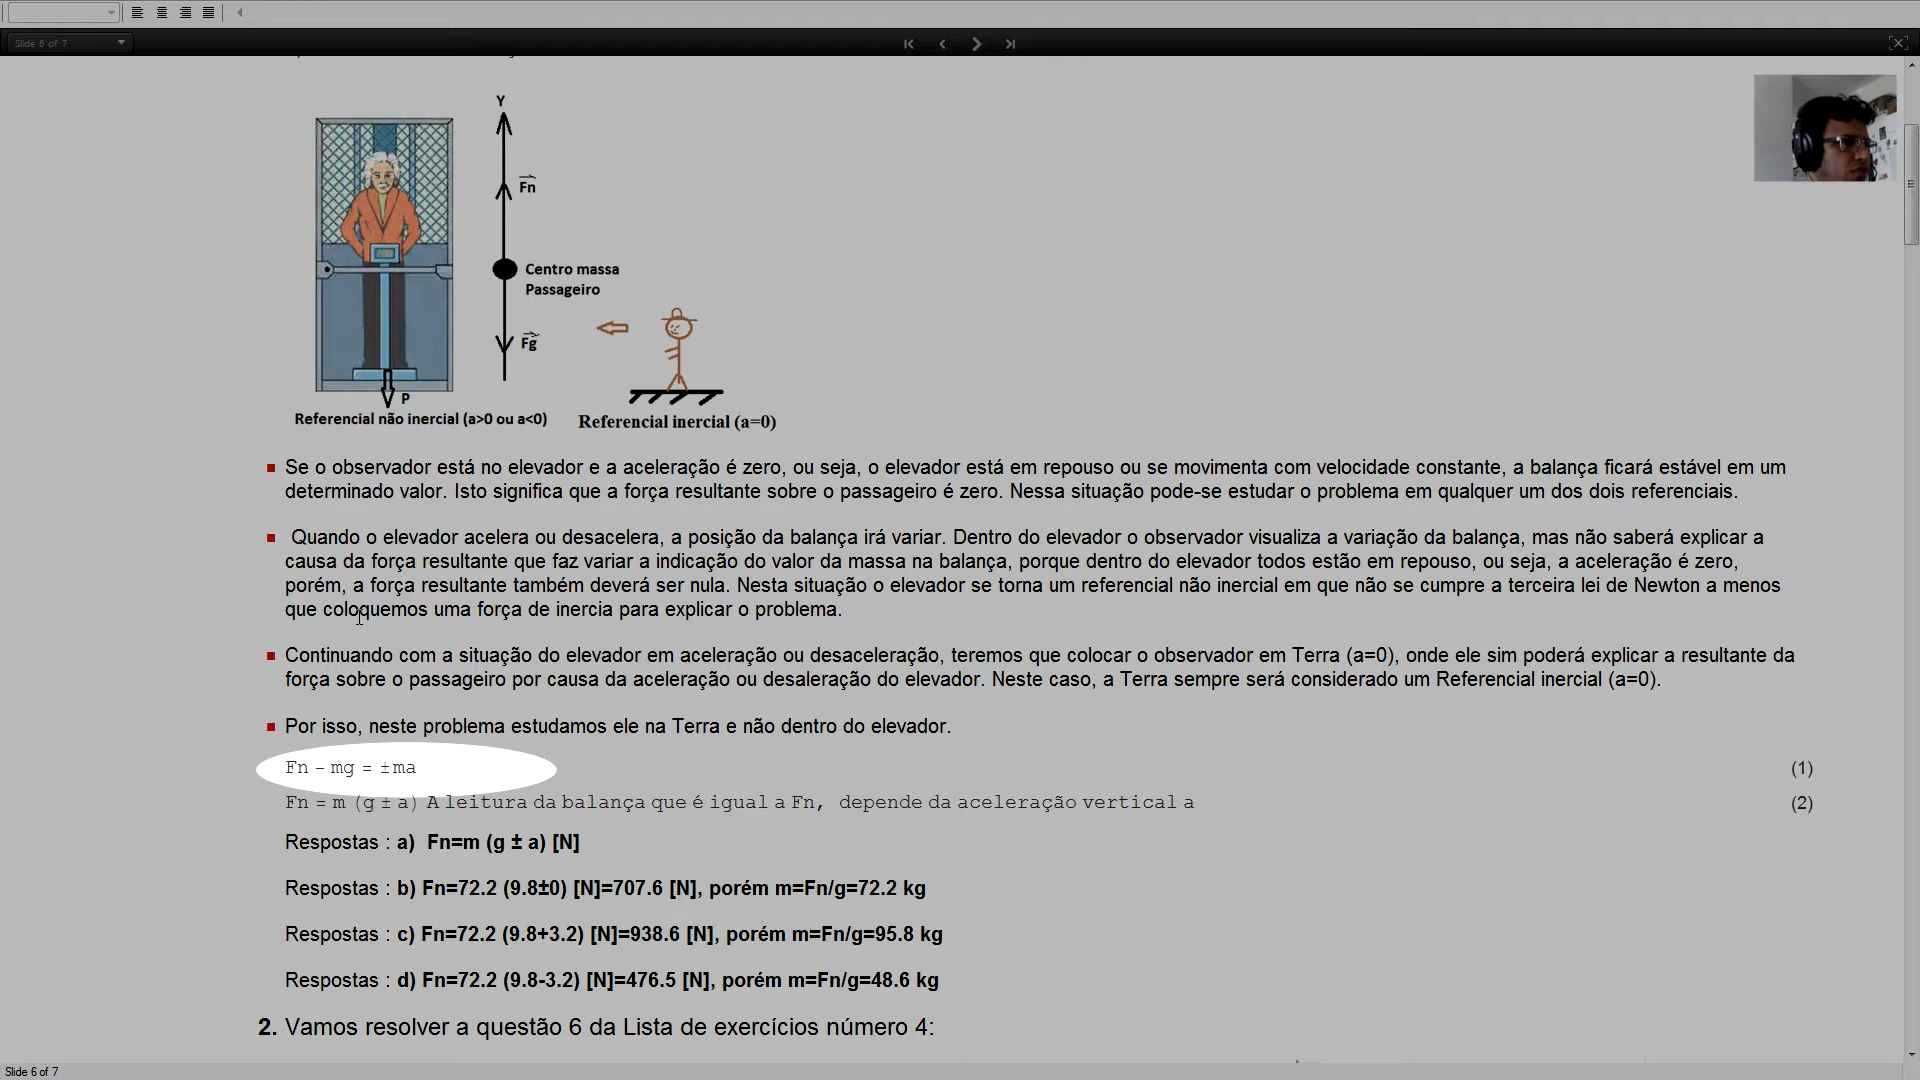 Slide 6 of 7
Y
Fn
Centro massa
Passageiro
Fg
P
Referencial não inercial (a>0 ou a<0)
Referencial inercial (a=0)
Se o observador está no elevador e a aceleração é zero, ou seja, o elevador está em repouso ou se movimenta com velocidade constante, a balança ficará estável em um
determinado valor. Isto significa que a força resultante sobre o passageiro é zero. Nessa situação pode-se estudar o problema em qualquer um dos dois referenciais.
Quando o elevador acelera ou desacelera, a posição da balança irá variar. Dentro do elevador o observador visualiza a variação da balança, mas não saberá explicar a
causa da força resultante que faz variar a indicação do valor da massa na balança, porque dentro do elevador todos estão em repouso, ou seja, a aceleração é zero,
porém, a força resultante também deverá ser nula. Nesta situação o elevador se torna um referencial não inercial em que não se cumpre a terceira lei de Newton a menos
que coloquemos uma força de inercia para explicar o problema.
Continuando com a situação do elevador em aceleração ou desaceleração, teremos que colocar o observador em Terra (a=0), onde ele sim poderá explicar a resultante da
força sobre o passageiro por causa da aceleração ou desaleração do elevador. Neste caso, a Terra sempre será considerado um Referencial inercial (a=0).
Por isso, neste problema estudamos ele na Terra e não dentro do elevador.
Fn - mg = ±ma (1)
Fn = m (g ± a) A leitura da balança que é igual a Fn, depende da aceleração vertical a (2)
Respostas : a) Fn=m (g ± a) [N]
Respostas : b) Fn=72.2 (9.8±0) [N]=707.6 [N], porém m=Fn/g=72.2 kg
Respostas : c) Fn=72.2 (9.8+3.2) [N]=938.6 [N], porém m=Fn/g=95.8 kg
Respostas : d) Fn=72.2 (9.8-3.2) [N]=476.5 [N], porém m=Fn/g=48.6 kg
2. Vamos resolver a questão 6 da Lista de exercícios número 4:
Slide 6 of 7